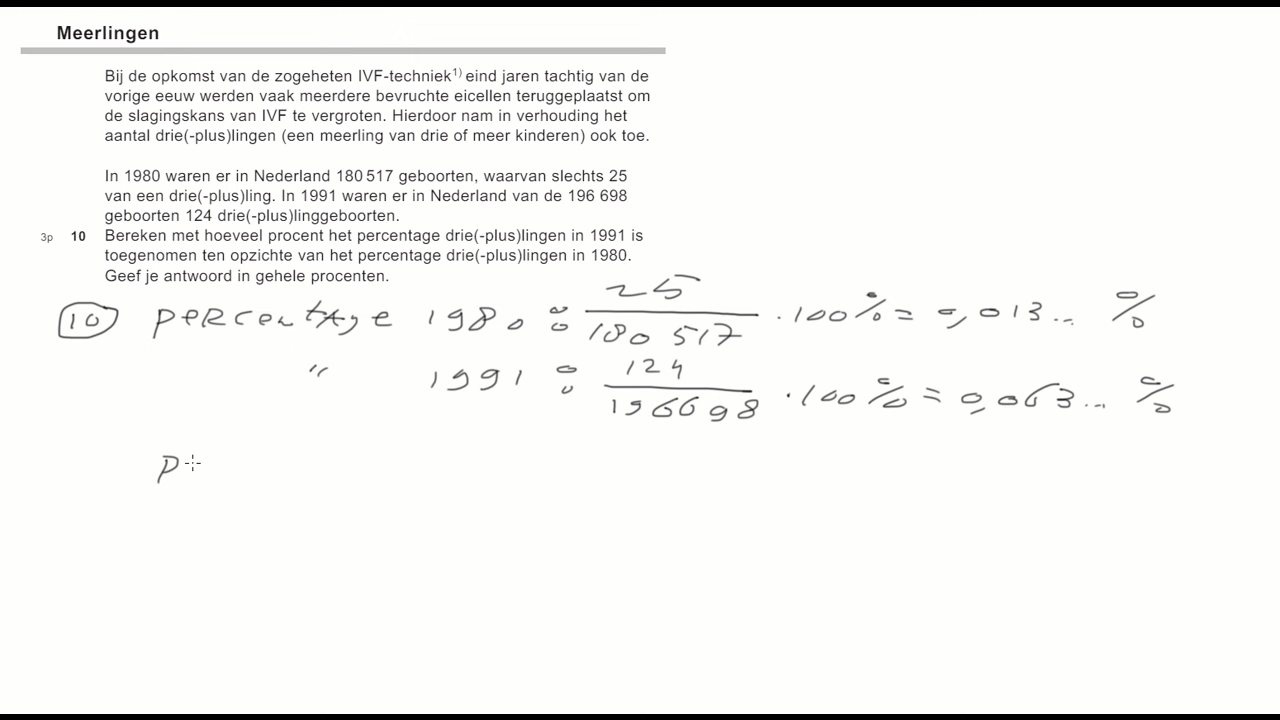 Meerlingen
Bij de opkomst van de zogeheten IVF-techniek1) eind jaren tachtig van de
vorige eeuw werden vaak meerdere bevruchte eicellen teruggeplaatst om
de slagingskans van IVF te vergroten. Hierdoor nam in verhouding het
aantal drie(-plus)lingen (een meerling van drie of meer kinderen) ook toe.
In 1980 waren er in Nederland 180 517 geboorten, waarvan slechts 25
van een drie(-plus)ling. In 1991 waren er in Nederland van de 196 698
geboorten 124 drie(-plus)linggeboorten.
3p 10 Bereken met hoeveel procent het percentage drie(-plus)lingen in 1991 is
toegenomen ten opzichte van het percentage drie(-plus)lingen in 1980.
Geef je antwoord in gehele procenten.
10 percentage 1980 : 25 / 180 517 · 100% = 0,013... %
" 1991 : 124 / 196698 · 100% = 0,063... %
P